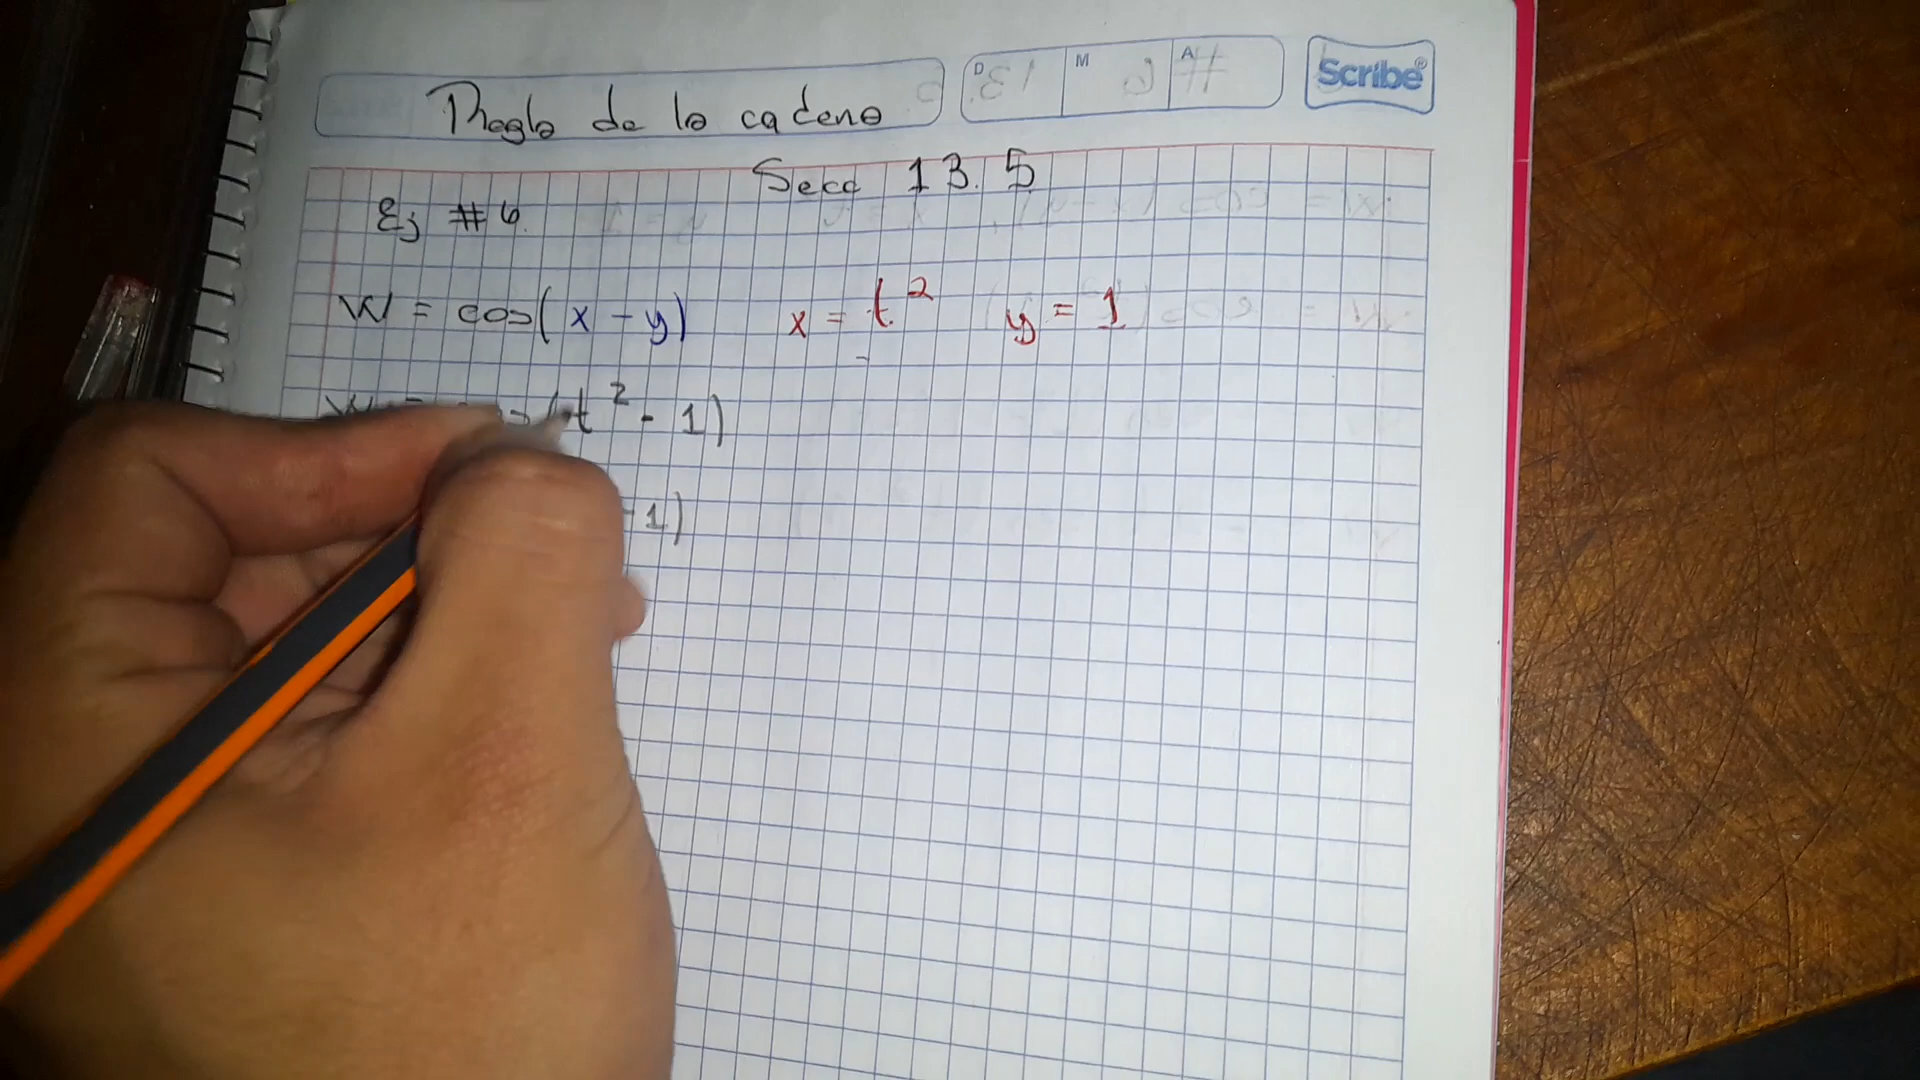 Regla de la cadena
D M A
Scribe®
Secc 13.5
Ej #6.
W = cos(x - y) x = t² y = 1
W = (t² - 1)
- 1)